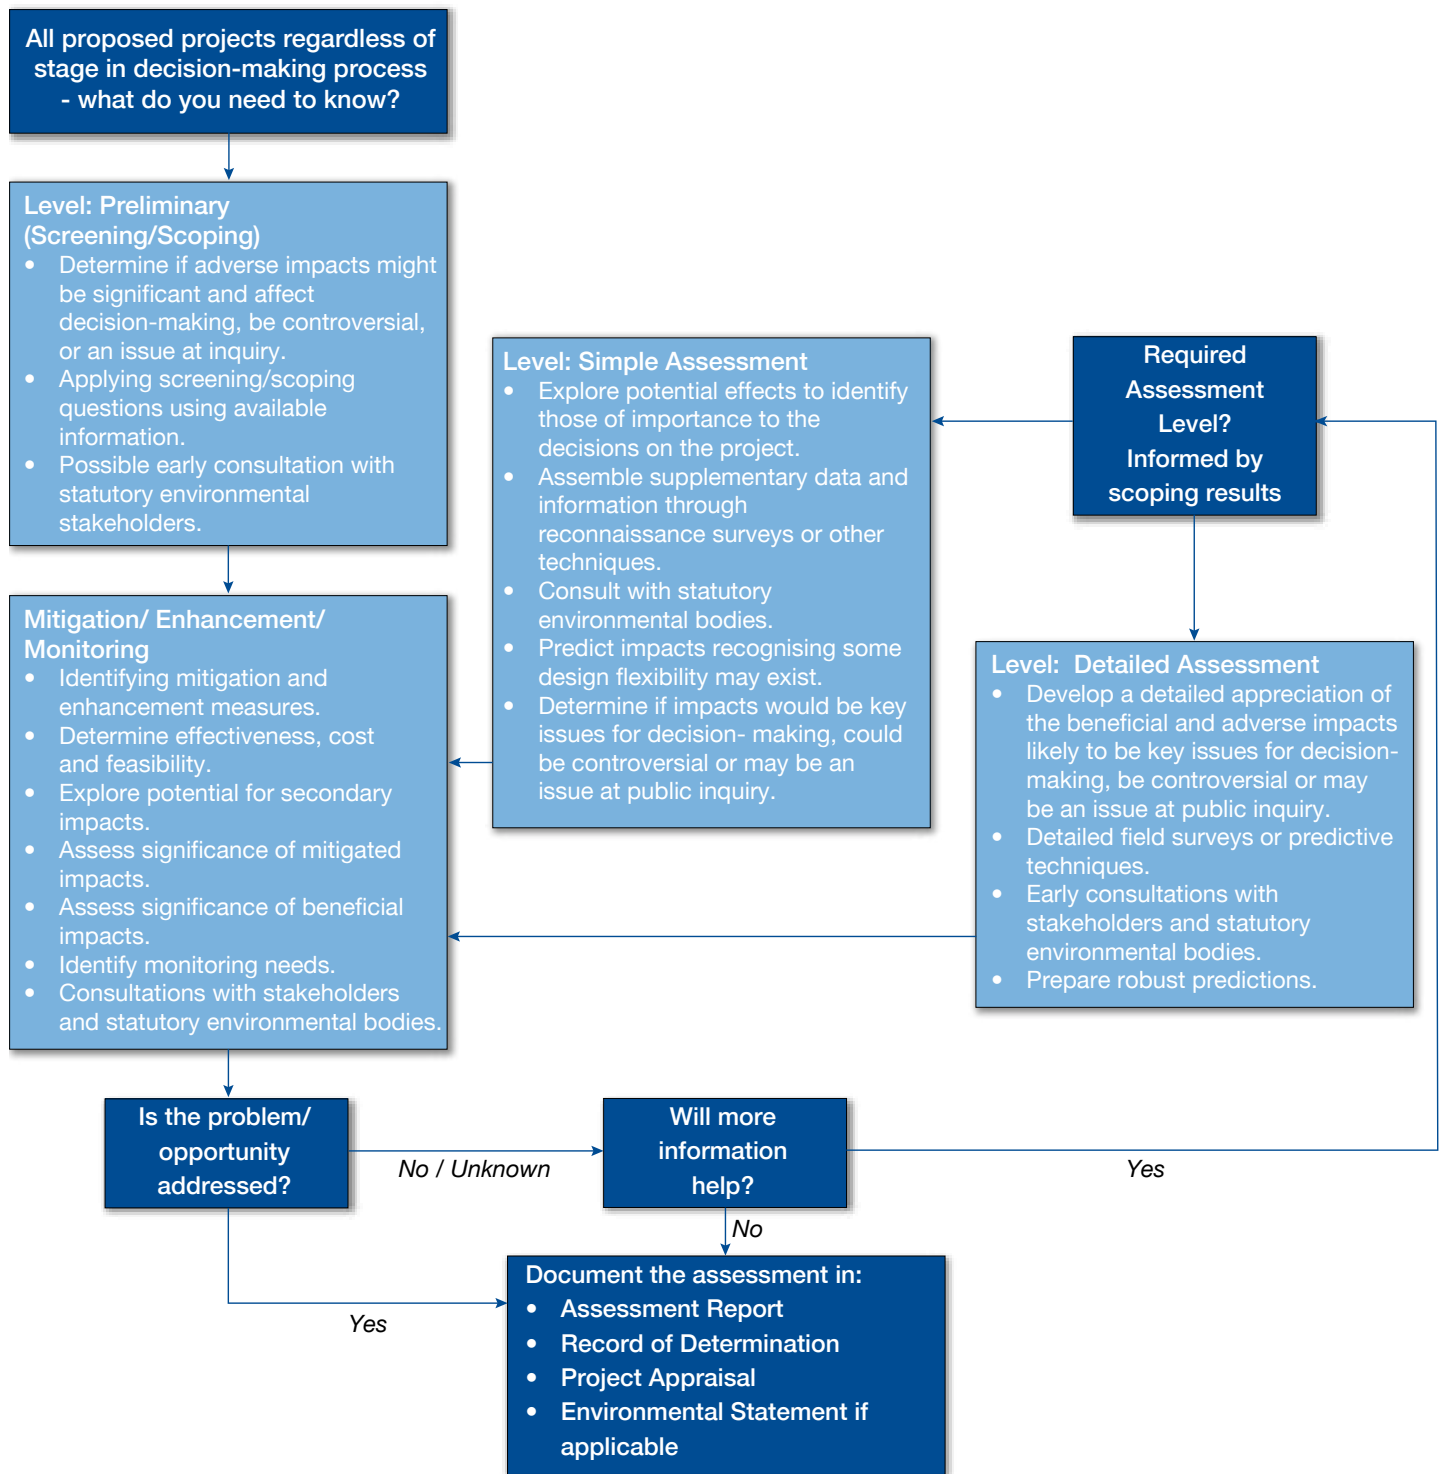 All proposed projects regardless of
stage in decision-making process
- what do you need to know?
Level: Preliminary
(Screening/Scoping)
• Determine if adverse impacts might
be significant and affect
decision-making, be controversial,
or an issue at inquiry.
• Applying screening/scoping
questions using available
information.
• Possible early consultation with
statutory environmental
stakeholders.
Mitigation/ Enhancement/
Monitoring
• Identifying mitigation and
enhancement measures.
• Determine effectiveness, cost
and feasibility.
• Explore potential for secondary
impacts.
• Assess significance of mitigated
impacts.
• Assess significance of beneficial
impacts.
• Identify monitoring needs.
• Consultations with stakeholders
and statutory environmental bodies.
Level: Simple Assessment
• Explore potential effects to identify
those of importance to the
decisions on the project.
• Assemble supplementary data and
information through
reconnaissance surveys or other
techniques.
• Consult with statutory
environmental bodies.
• Predict impacts recognising some
design flexibility may exist.
• Determine if impacts would be key
issues for decision- making, could
be controversial or may be an
issue at public inquiry.
Required
Assessment
Level?
Informed by
scoping results
Level: Detailed Assessment
• Develop a detailed appreciation of
the beneficial and adverse impacts
likely to be key issues for decision-
making, be controversial or may
be an issue at public inquiry.
• Detailed field surveys or predictive
techniques.
• Early consultations with
stakeholders and statutory
environmental bodies.
• Prepare robust predictions.
Is the problem/
opportunity
addressed?
No / Unknown
Will more
information
help?
Yes
No
Yes
Document the assessment in:
• Assessment Report
• Record of Determination
• Project Appraisal
• Environmental Statement if
applicable